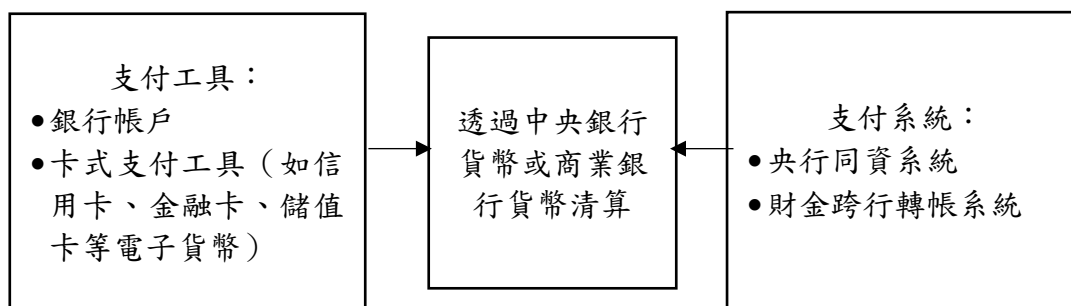 支付工具：
●銀行帳戶
●卡式支付工具（如信
用卡、金融卡、儲值
卡等電子貨幣）
透過中央銀行
貨幣或商業銀
行貨幣清算
支付系統：
●央行同資系統
●財金跨行轉帳系統